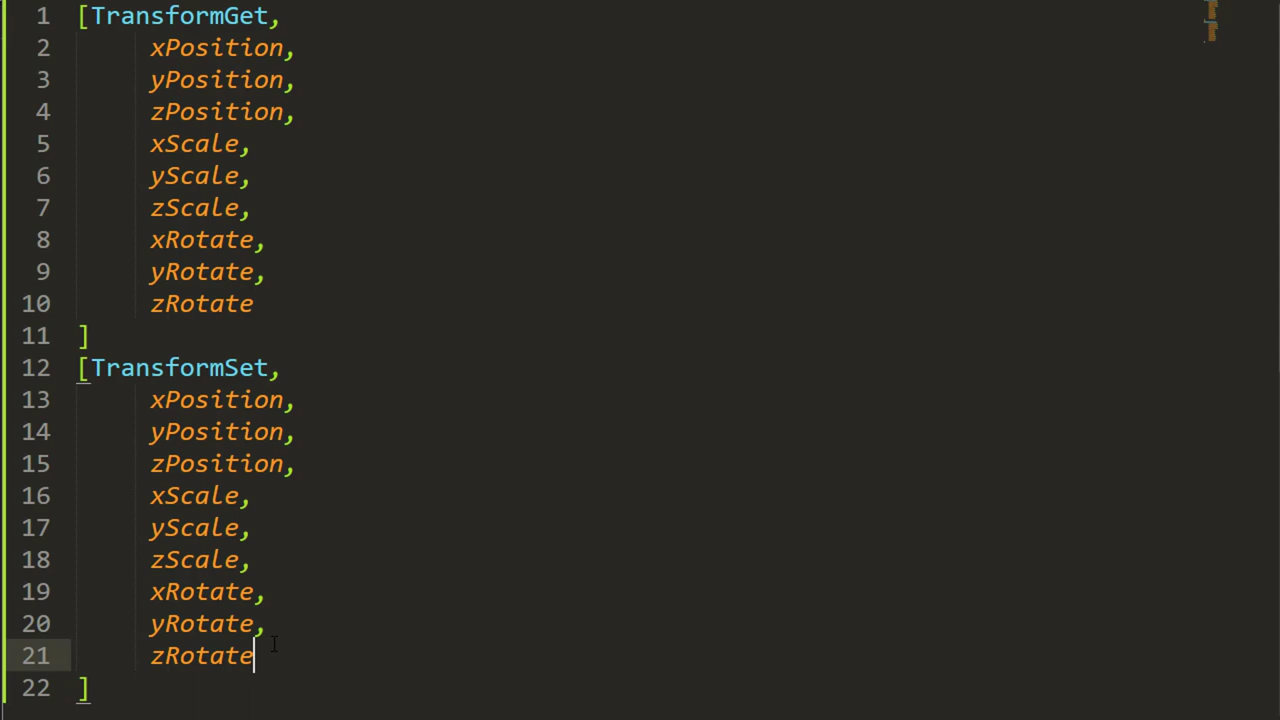 1 [TransformGet,
2 xPosition,
3 yPosition,
4 zPosition,
5 xScale,
6 yScale,
7 zScale,
8 xRotate,
9 yRotate,
10 zRotate
11 ]
12 [TransformSet,
13 xPosition,
14 yPosition,
15 zPosition,
16 xScale,
17 yScale,
18 zScale,
19 xRotate,
20 yRotate,
21 zRotate
22 ]